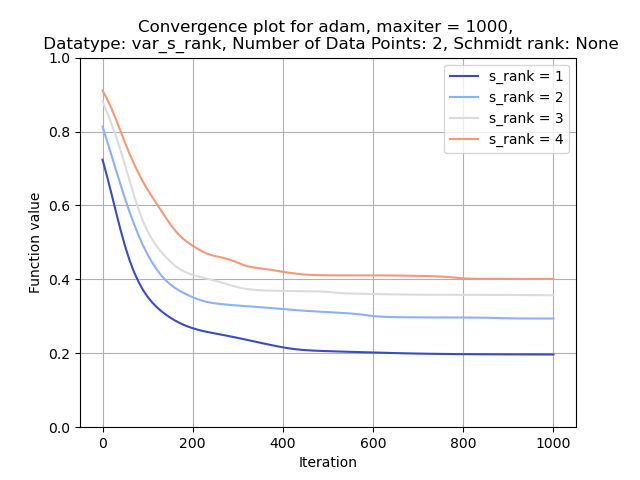 Convergence plot for adam, maxiter = 1000,
Datatype: var_s_rank, Number of Data Points: 2, Schmidt rank: None
1.0
0.8
0.6
0.4
0.2
0.0
Function value
s_rank = 1
s_rank = 2
s_rank = 3
s_rank = 4
0 200 400 600 800 1000
Iteration